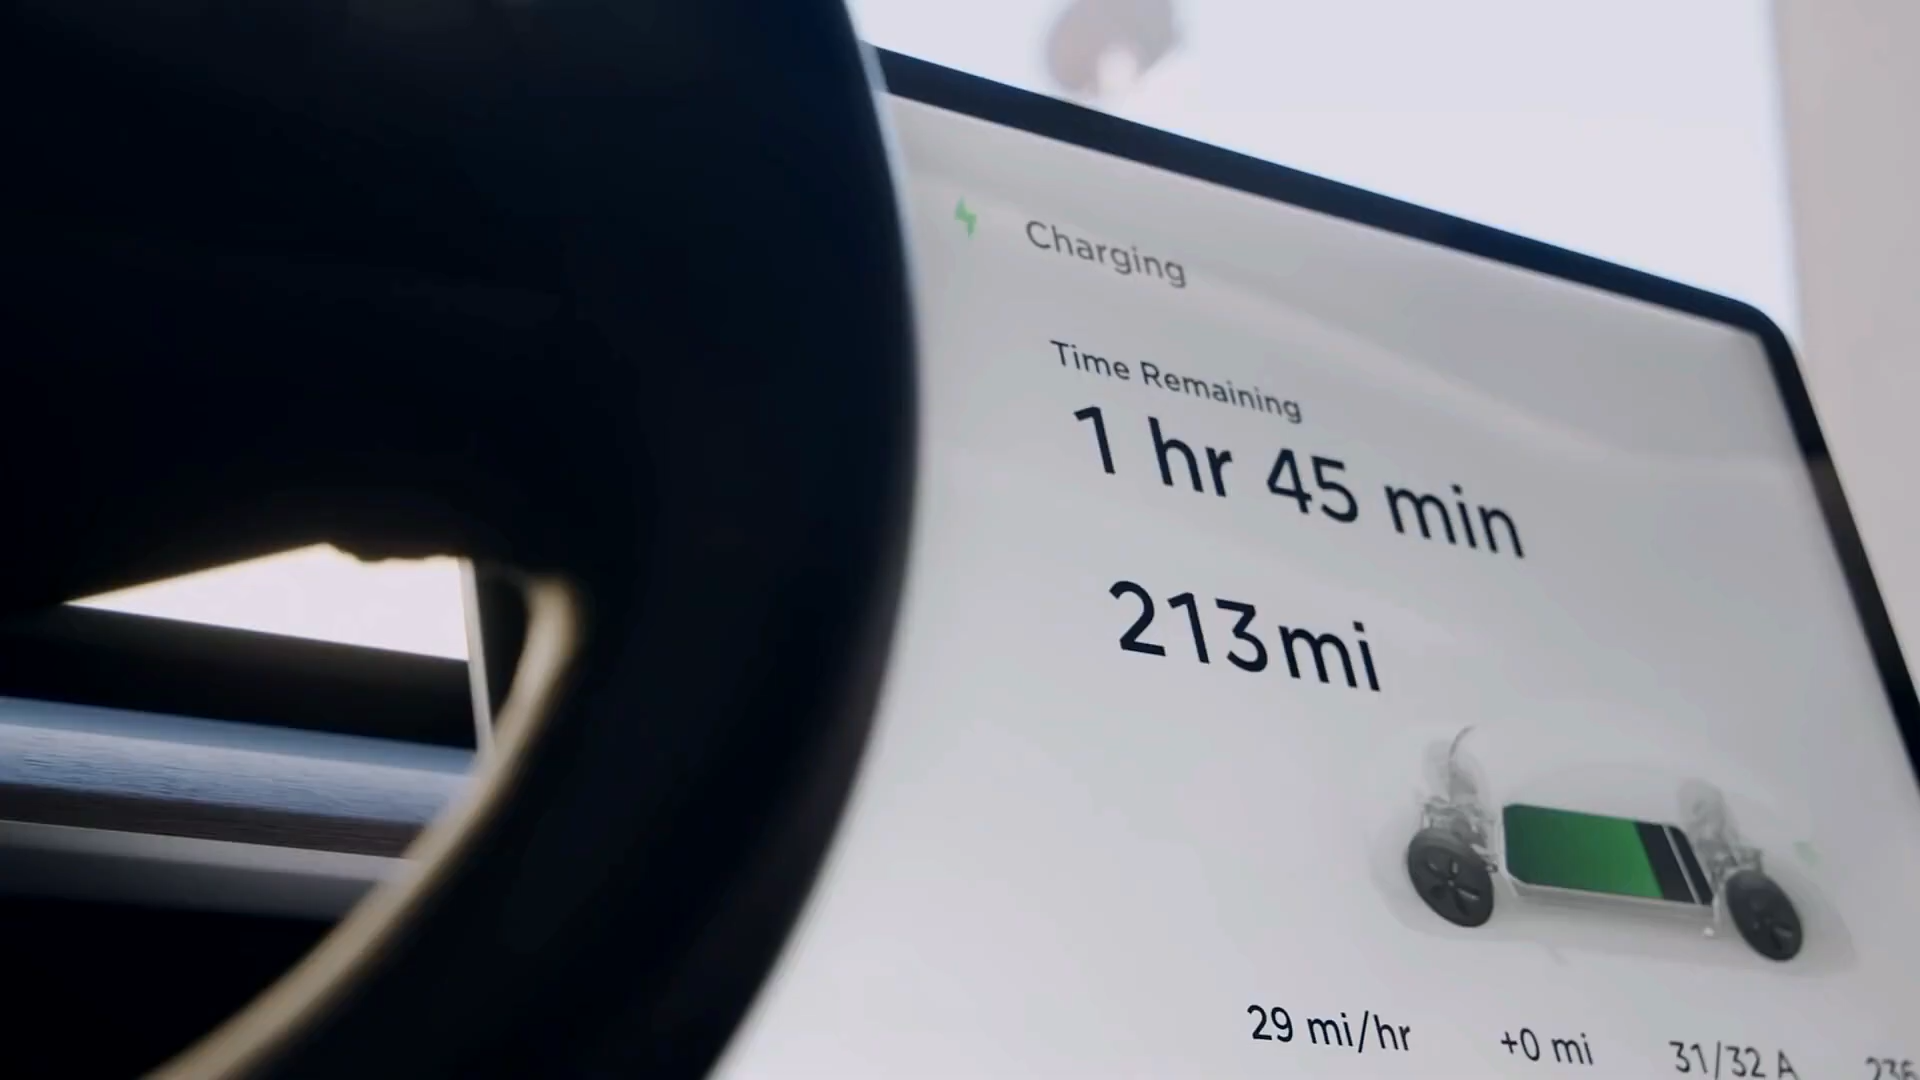 Charging
Time Remaining
1 hr 45 min
213 mi
29 mi/hr +0 mi 31/32 A